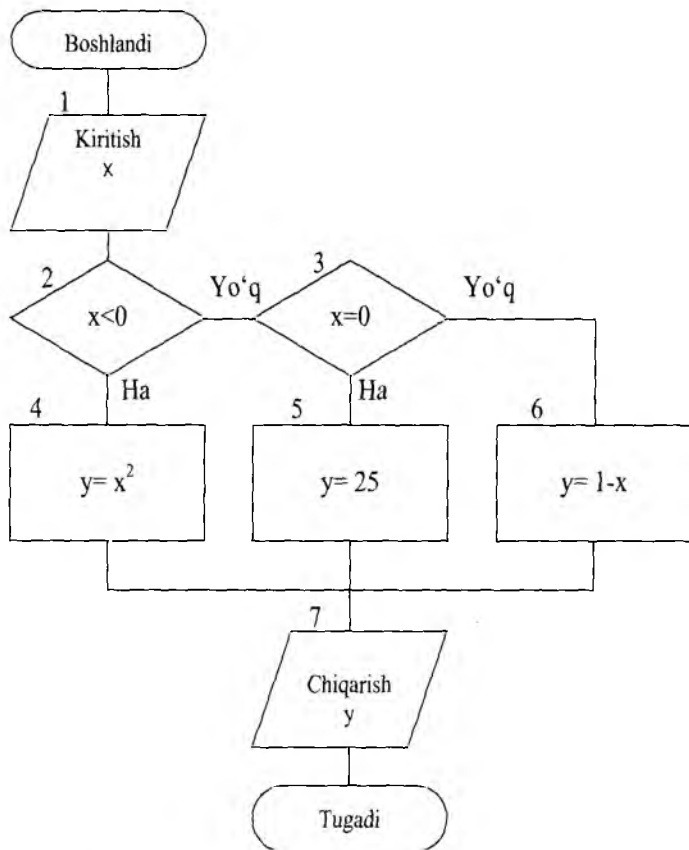 Boshlandi
1
Kiritish
x
2
x<0
Yo‘q
3
x=0
Yo‘q
Ha
Ha
4
y= x²
5
y= 25
6
y= 1-x
7
Chiqarish
y
Tugadi